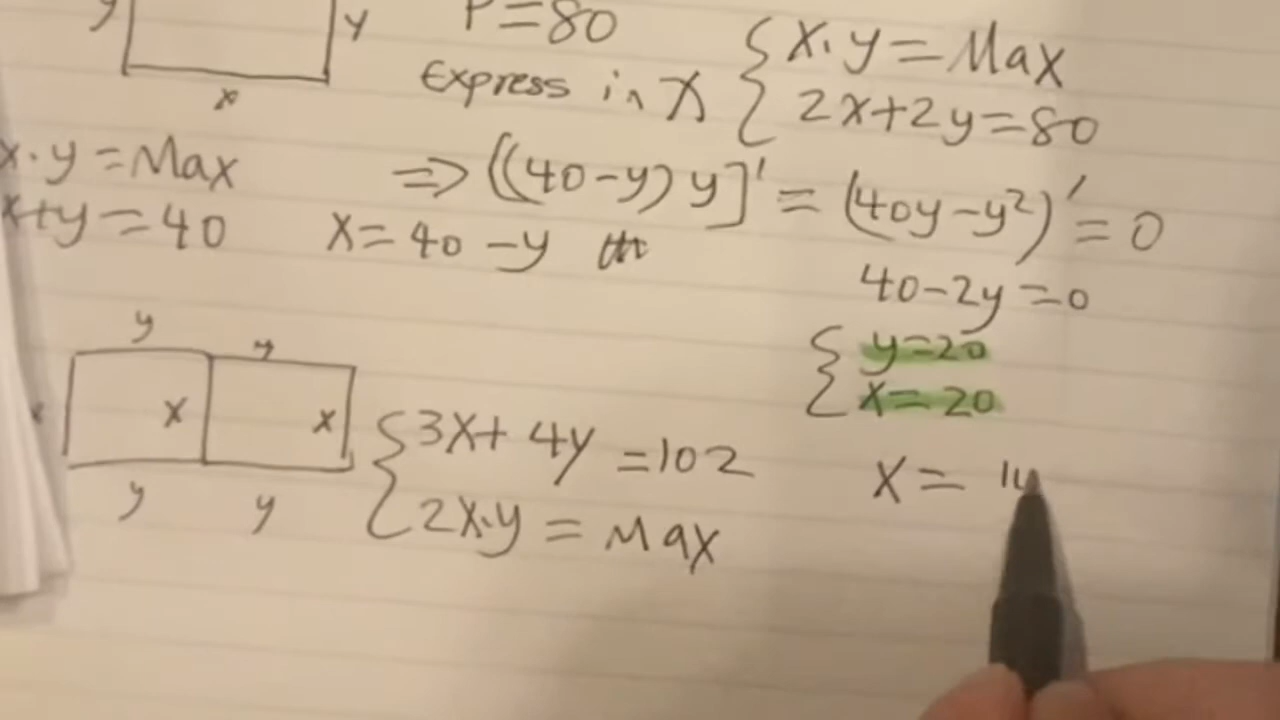 y y P=80 x·y=Max
x Express in X 2x+2y=80
x·y=Max => ((40-y)y]' = (40y-y²)'=0
x+y=40 X=40-y
40-2y=0
y=20
x=20
y y
x x 3x+4y=102
y y 2x·y=Max
X=